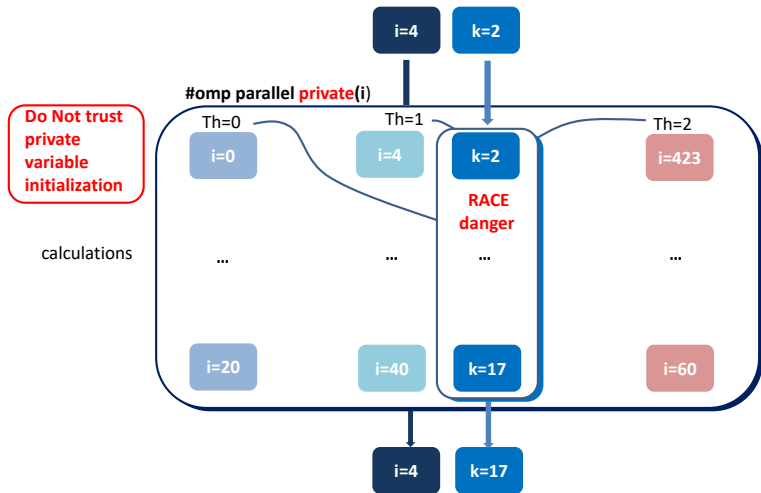 i=4
k=2
#omp parallel private(i)
Do Not trust
private
variable
initialization
Th=0
Th=1
Th=2
i=0
i=4
k=2
i=423
RACE
danger
calculations
...
...
...
...
i=20
i=40
k=17
i=60
i=4
k=17